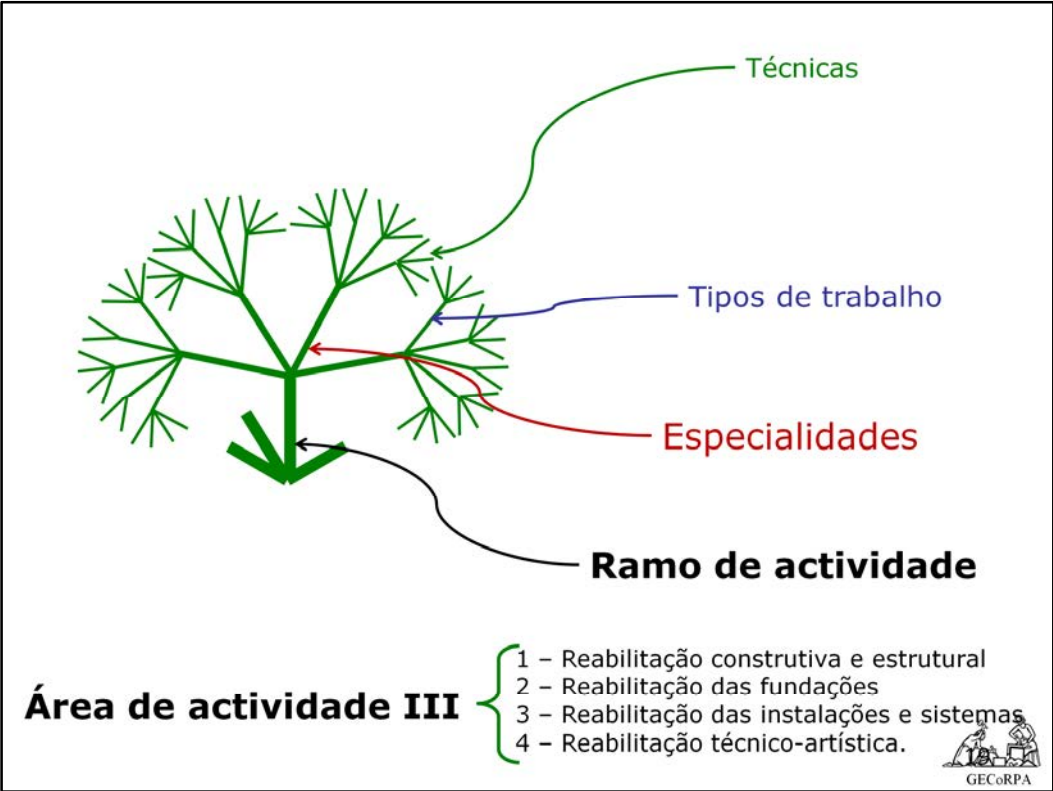 Técnicas
Tipos de trabalho
Especialidades
Ramo de actividade
Área de actividade III
1 – Reabilitação construtiva e estrutural
2 – Reabilitação das fundações
3 – Reabilitação das instalações e sistemas
4 – Reabilitação técnico-artística.
GECoRPA